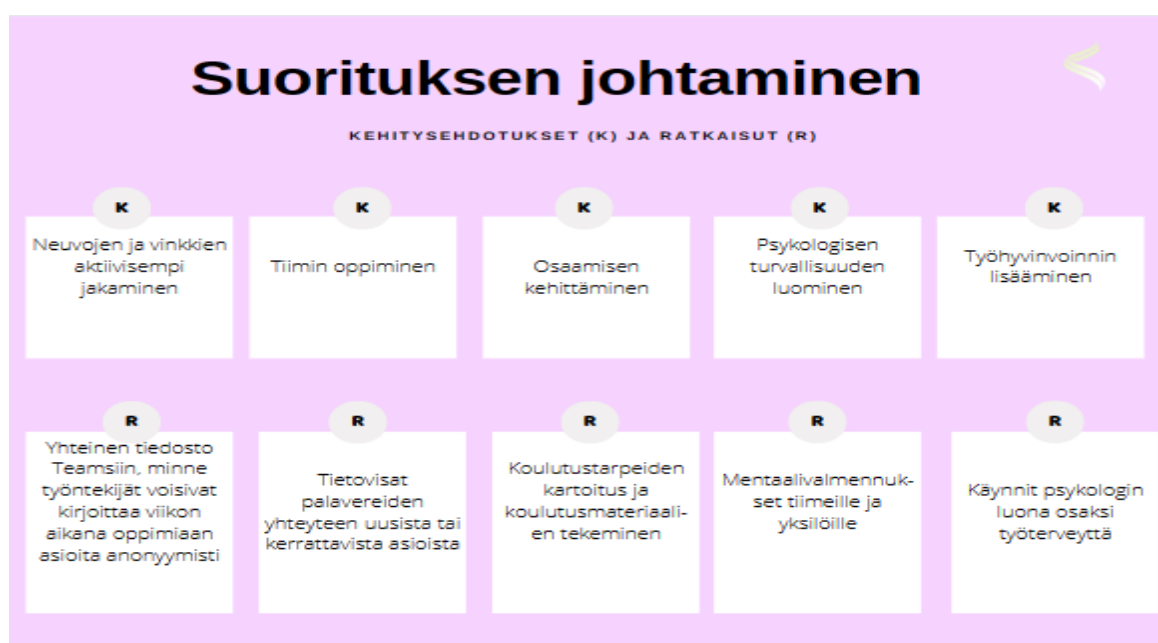 Suorituksen johtaminen
KEHITYSEHDOTUKSET (K) JA RATKAISUT (R)
K
Neuvojen ja vinkkien
aktiivisempi
jakaminen
K
Tiimin oppiminen
K
Osaamisen
kehittäminen
K
Psykologisen
turvallisuuden
luominen
K
Työhyvinvoinnin
lisääminen
R
Yhteinen tiedosto
Teamsiin, minne
työntekijät voisivat
kirjoittaa viikon
aikana oppimiaan
asioita anonyymisti
R
Tietovisat
palavereiden
yhteyteen uusista tai
kerrattavista asioista
R
Koulutustarpeiden
kartoitus ja
koulutusmateriaali-
en tekeminen
R
Mentaalivalmennuk-
set tiimeille ja
yksilöille
R
Käynnit psykologin
luona osaksi
työterveyttä